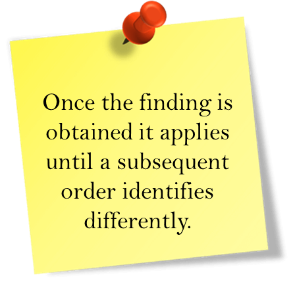 Once the finding is
obtained it applies
until a subsequent
order identifies
differently.